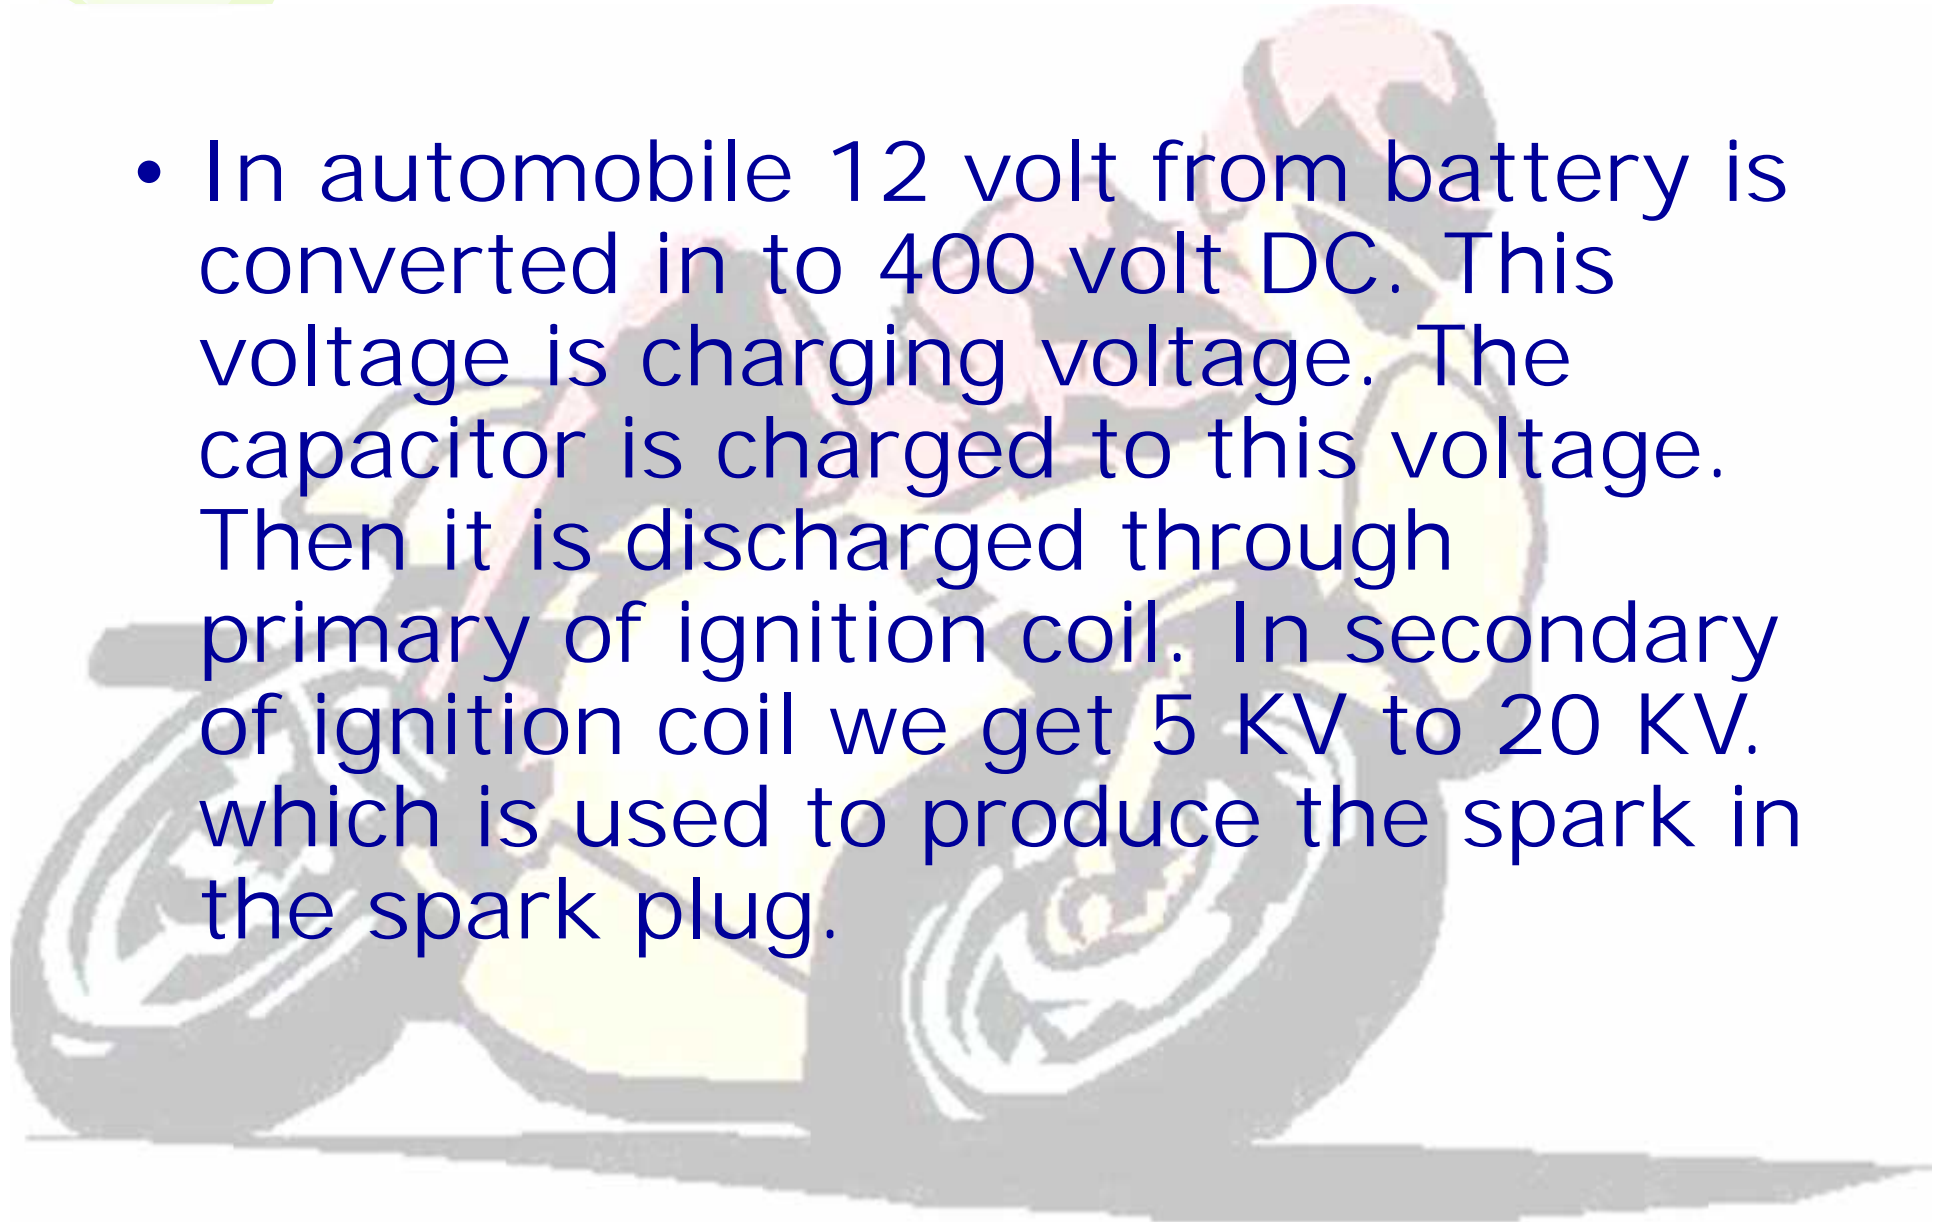 • In automobile 12 volt from battery is
converted in to 400 volt DC. This
voltage is charging voltage. The
capacitor is charged to this voltage.
Then it is discharged through
primary of ignition coil. In secondary
of ignition coil we get 5 KV to 20 KV.
which is used to produce the spark in
the spark plug.